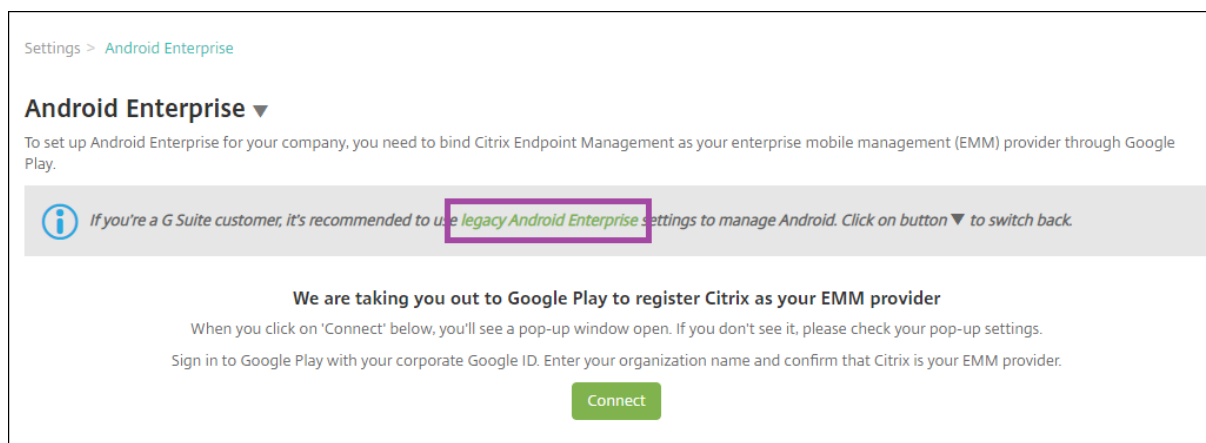 Settings > Android Enterprise
Android Enterprise ▼
To set up Android Enterprise for your company, you need to bind Citrix Endpoint Management as your enterprise mobile management (EMM) provider through Google
Play.
If you're a G Suite customer, it's recommended to use legacy Android Enterprise settings to manage Android. Click on button ▼ to switch back.
We are taking you out to Google Play to register Citrix as your EMM provider
When you click on 'Connect' below, you'll see a pop-up window open. If you don't see it, please check your pop-up settings.
Sign in to Google Play with your corporate Google ID. Enter your organization name and confirm that Citrix is your EMM provider.
Connect